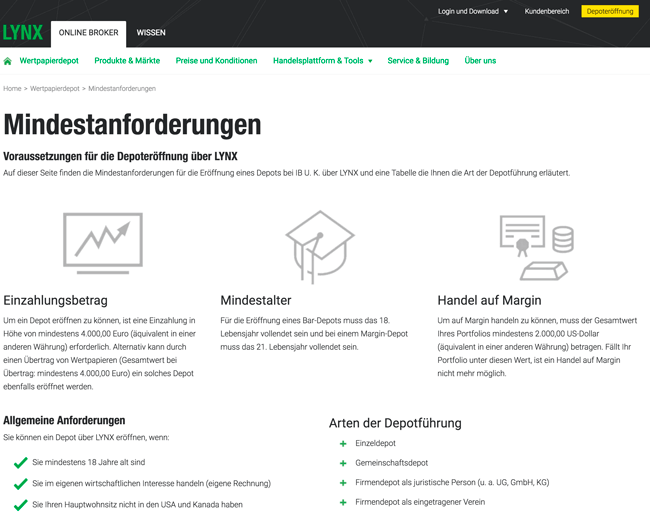 Login und Download ▼ Kundenbereich Depoteröffnung
LYNX ONLINE BROKER WISSEN
Wertpapierdepot Produkte & Märkte Preise und Konditionen Handelsplattform & Tools ▼ Service & Bildung Über uns
Home > Wertpapierdepot > Mindestanforderungen
Mindestanforderungen
Voraussetzungen für die Depoteröffnung über LYNX
Auf dieser Seite finden die Mindestanforderungen für die Eröffnung eines Depots bei IB U. K. über LYNX und eine Tabelle die Ihnen die Art der Depotführung erläutert.
Einzahlungsbetrag
Um ein Depot eröffnen zu können, ist eine Einzahlung in
Höhe von mindestens 4.000,00 Euro (äquivalent in einer
anderen Währung) erforderlich. Alternativ kann durch
einen Übertrag von Wertpapieren (Gesamtwert bei
Übertrag: mindestens 4.000,00 Euro) ein solches Depot
ebenfalls eröffnet werden.
Mindestalter
Für die Eröffnung eines Bar-Depots muss das 18.
Lebensjahr vollendet sein und bei einem Margin-Depot
muss das 21. Lebensjahr vollendet sein.
Handel auf Margin
Um auf Margin handeln zu können, muss der Gesamtwert
Ihres Portfolios mindestens 2.000,00 US-Dollar
(äquivalent in einer anderen Währung) betragen. Fällt Ihr
Portfolio unter diesen Wert, ist ein Handel auf Margin
nicht mehr möglich.
Allgemeine Anforderungen
Sie können ein Depot über LYNX eröffnen, wenn:
Sie mindestens 18 Jahre alt sind
Sie im eigenen wirtschaftlichen Interesse handeln (eigene Rechnung)
Sie Ihren Hauptwohnsitz nicht in den USA und Kanada haben
Arten der Depotführung
Einzeldepot
Gemeinschaftsdepot
Firmendepot als juristische Person (u. a. UG, GmbH, KG)
Firmendepot als eingetragener Verein